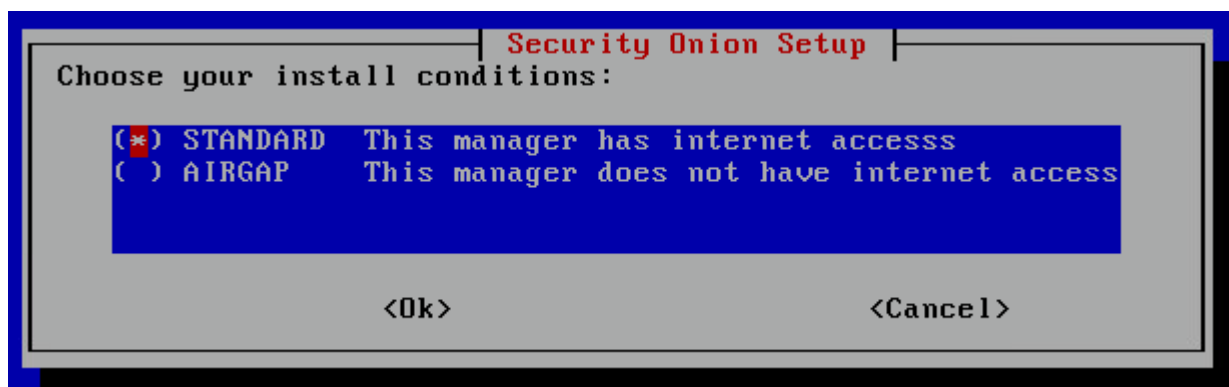 Security Onion Setup
Choose your install conditions:
(*) STANDARD This manager has internet accesss
( ) AIRGAP This manager does not have internet access
<Ok> <Cancel>